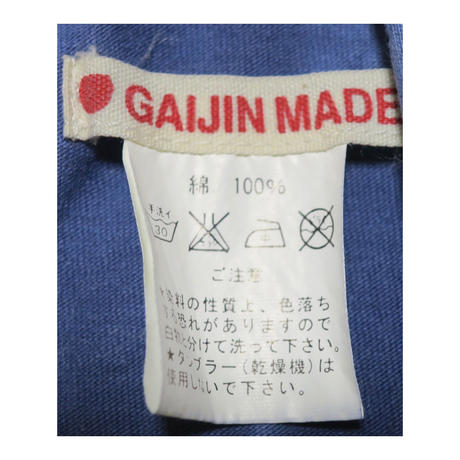 GAIJIN MADE
綿 100%
手洗イ
30
中
ご注意
★染料の性質上、色落ち
する恐れがありますので
白物と分けて洗って下さい。
★タンブラー(乾燥機)は
使用しないで下さい。